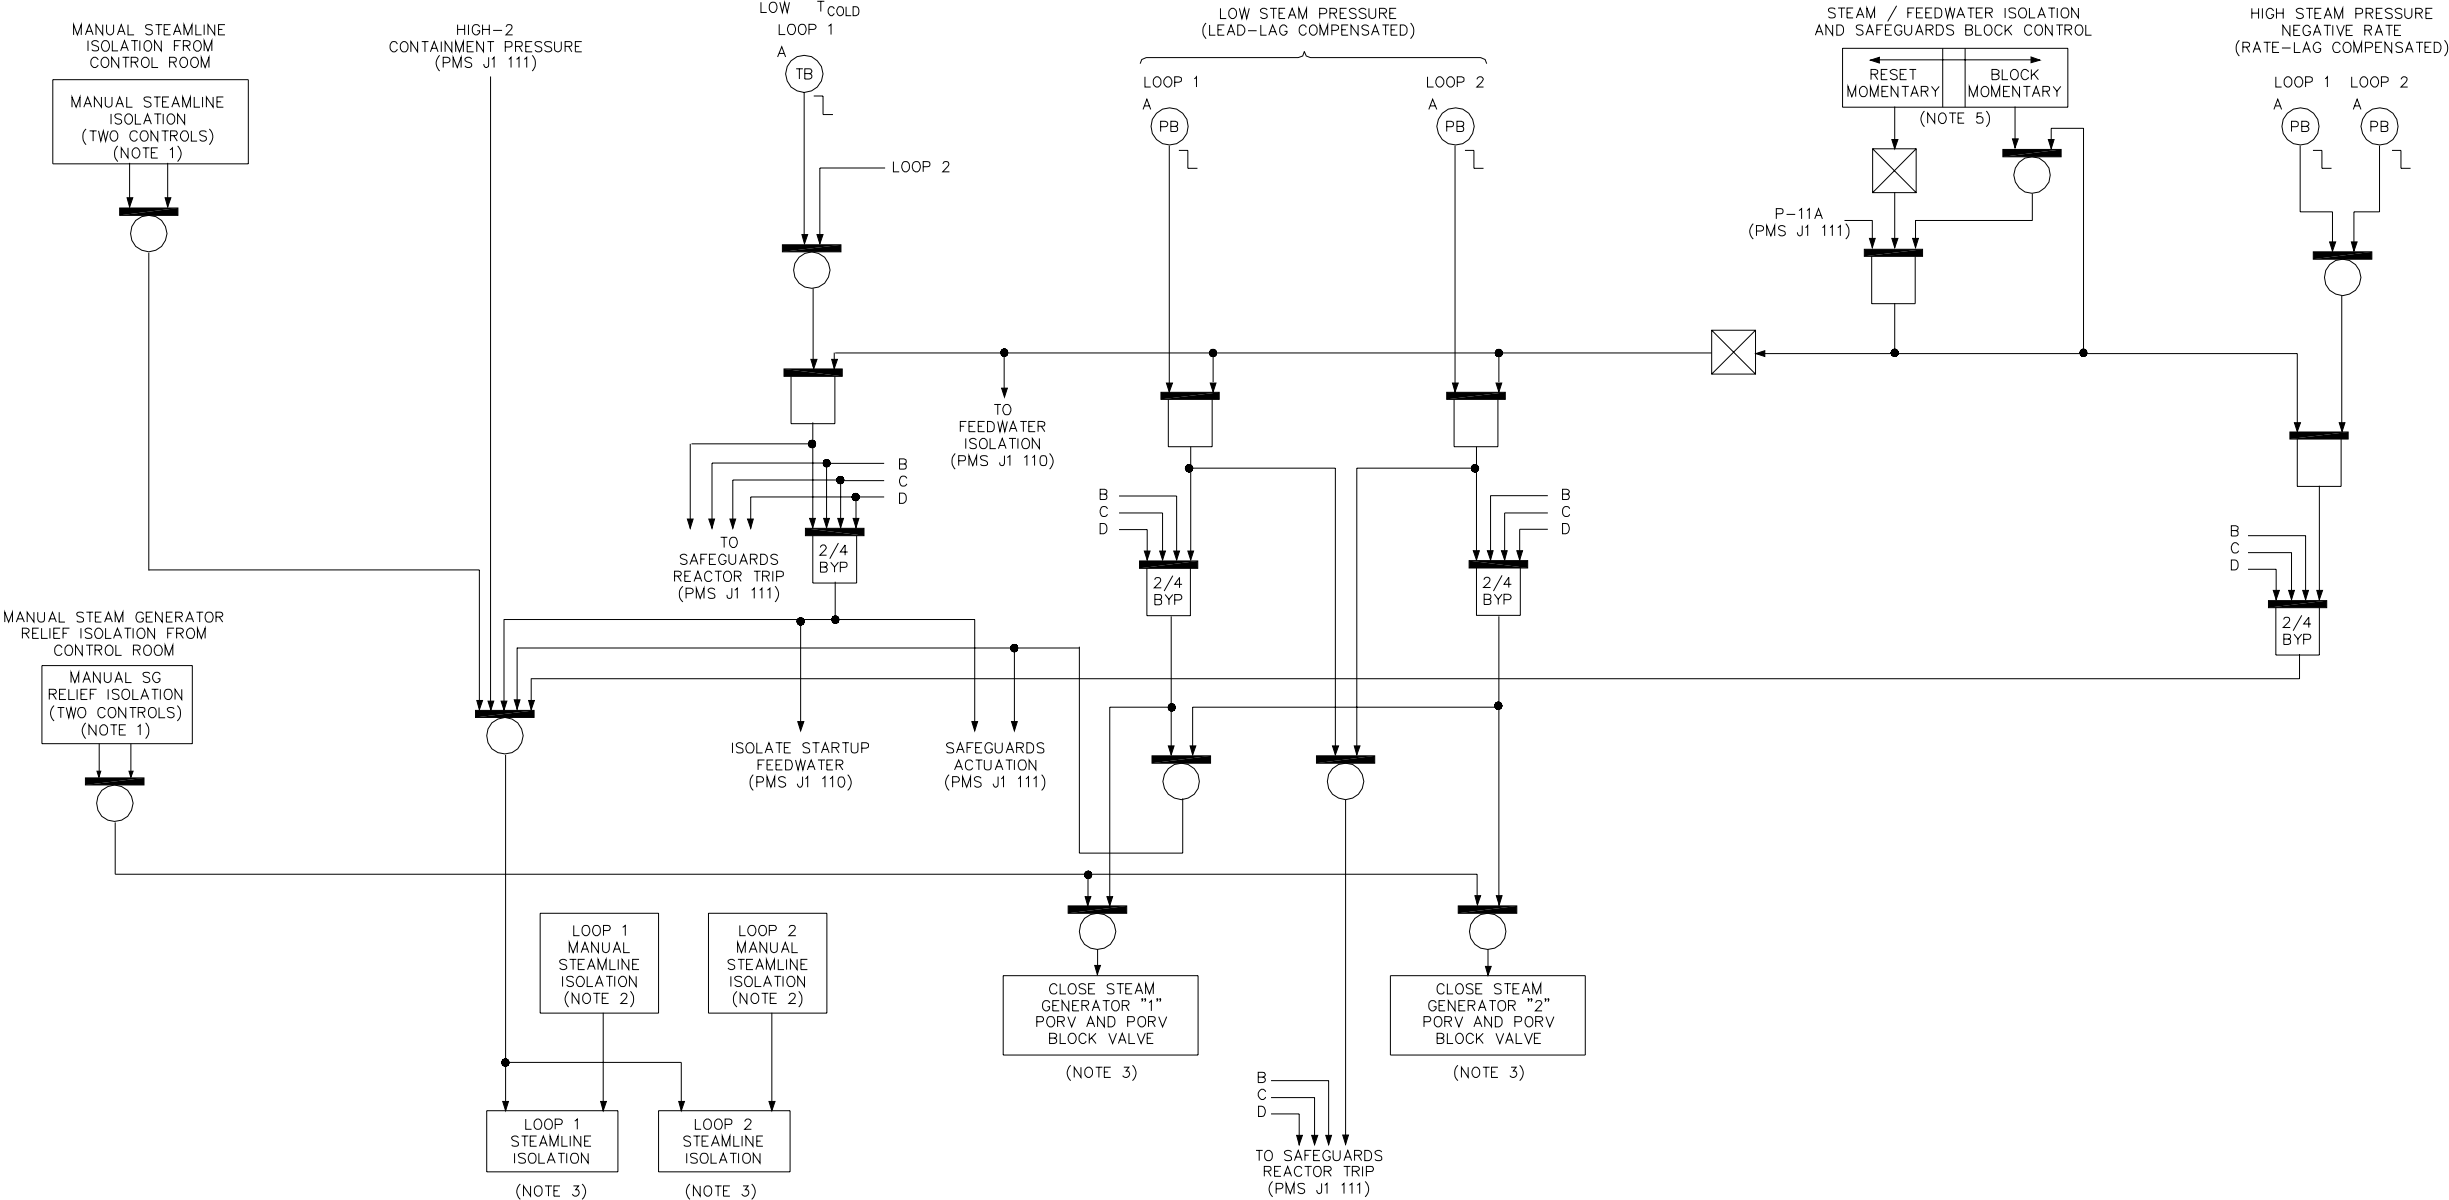 MANUAL STEAMLINE
ISOLATION FROM
CONTROL ROOM
MANUAL STEAMLINE
ISOLATION
(TWO CONTROLS)
(NOTE 1)
HIGH-2
CONTAINMENT PRESSURE
(PMS J1 111)
LOW TCOLD
LOOP 1
A
TB
LOOP 2
LOW STEAM PRESSURE
(LEAD-LAG COMPENSATED)
LOOP 1
A
PB
LOOP 2
A
PB
STEAM / FEEDWATER ISOLATION
AND SAFEGUARDS BLOCK CONTROL
RESET
MOMENTARY
BLOCK
MOMENTARY
(NOTE 5)
P-11A
(PMS J1 111)
HIGH STEAM PRESSURE
NEGATIVE RATE
(RATE-LAG COMPENSATED)
LOOP 1
A
PB
LOOP 2
A
PB
TO
FEEDWATER
ISOLATION
(PMS J1 110)
B
C
D
TO
SAFEGUARDS
REACTOR TRIP
(PMS J1 111)
2/4
BYP
B
C
D
2/4
BYP
B
C
D
2/4
BYP
B
C
D
2/4
BYP
MANUAL STEAM GENERATOR
RELIEF ISOLATION FROM
CONTROL ROOM
MANUAL SG
RELIEF ISOLATION
(TWO CONTROLS)
(NOTE 1)
ISOLATE STARTUP
FEEDWATER
(PMS J1 110)
SAFEGUARDS
ACTUATION
(PMS J1 111)
LOOP 1
MANUAL
STEAMLINE
ISOLATION
(NOTE 2)
LOOP 2
MANUAL
STEAMLINE
ISOLATION
(NOTE 2)
CLOSE STEAM
GENERATOR "1"
PORV AND PORV
BLOCK VALVE
(NOTE 3)
CLOSE STEAM
GENERATOR "2"
PORV AND PORV
BLOCK VALVE
(NOTE 3)
B
C
D
TO SAFEGUARDS
REACTOR TRIP
(PMS J1 111)
LOOP 1
STEAMLINE
ISOLATION
(NOTE 3)
LOOP 2
STEAMLINE
ISOLATION
(NOTE 3)